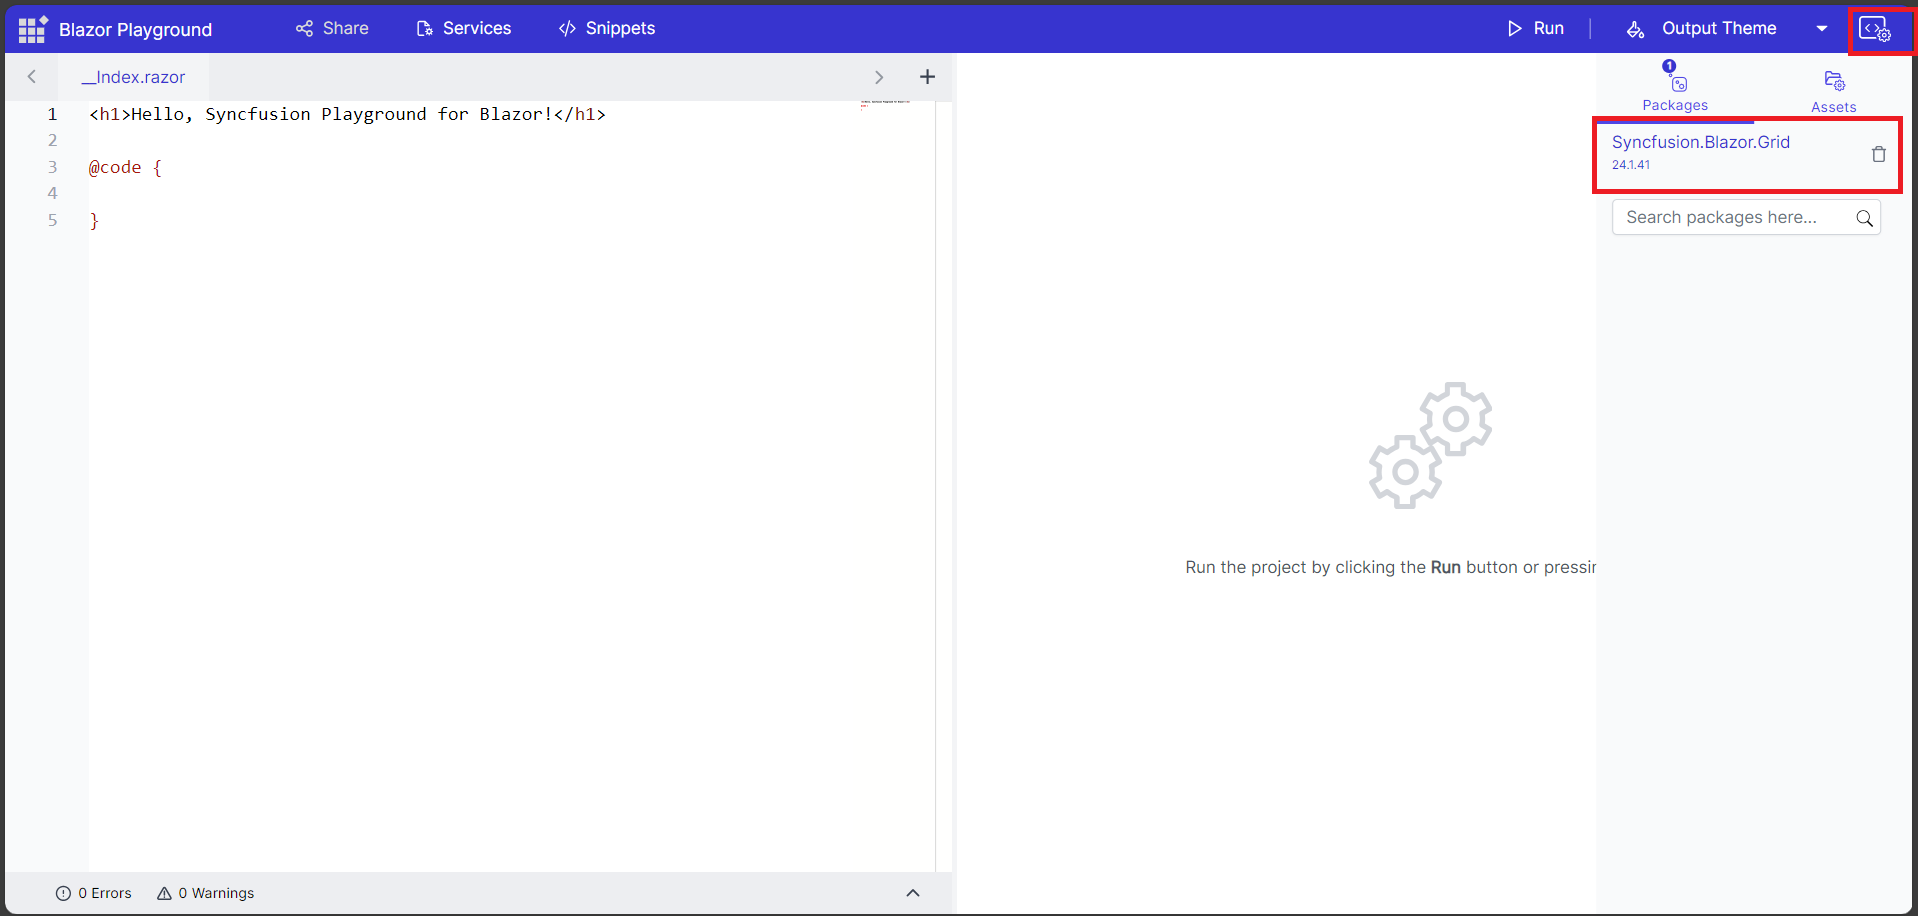 Blazor Playground
Share
Services
Snippets
Run
Output Theme
__Index.razor
1 <h1>Hello, Syncfusion Playground for Blazor!</h1>
2
3 @code {
4
5 }
1
Packages
Assets
Syncfusion.Blazor.Grid
24.1.41
Search packages here...
Run the project by clicking the Run button or pressin
0 Errors
0 Warnings